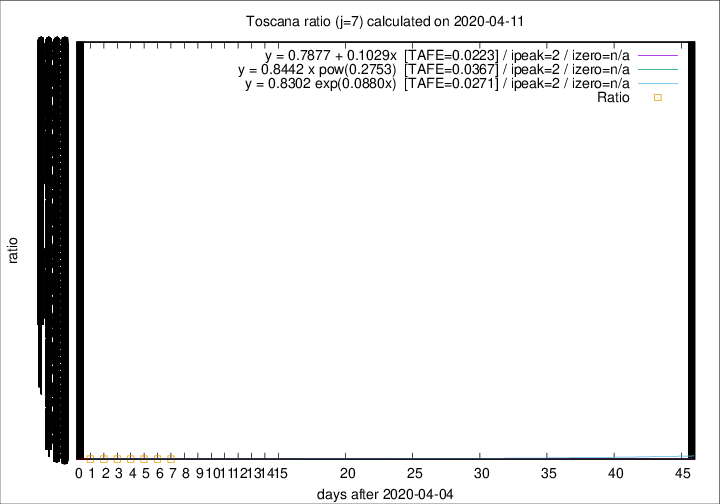 Toscana ratio (j=7) calculated on 2020-04-11
y = 0.7877 + 0.1029x [TAFE=0.0223] / ipeak=2 / izero=n/a
y = 0.8442 x pow(0.2753) [TAFE=0.0367] / ipeak=2 / izero=n/a
y = 0.8302 exp(0.0880x) [TAFE=0.0271] / ipeak=2 / izero=n/a
Ratio
ratio
0 1 2 3 4 5 6 7 8 9 10 11 12 13 14 15 20 25 30 35 40 45
days after 2020-04-04